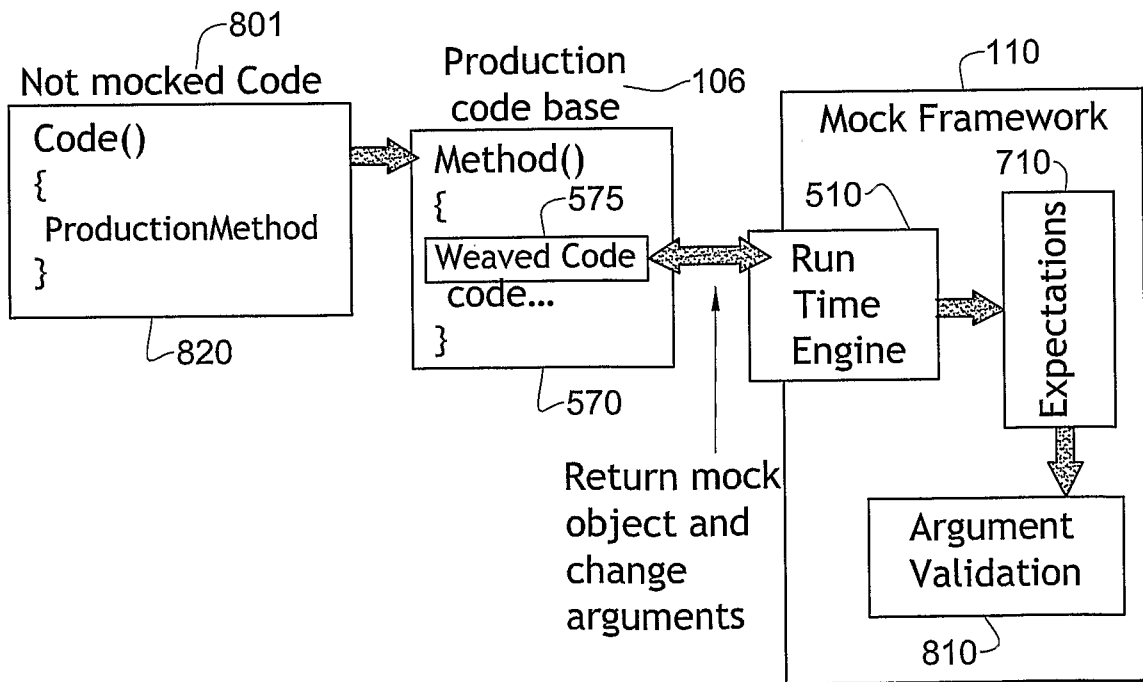 801
Not mocked Code
Code()
{
ProductionMethod
}
820
Production
code base
106
Method()
{
575
Weaved Code
code...
}
570
Return mock
object and
change
arguments
110
Mock Framework
510
Run
Time
Engine
710
Expectations
Argument
Validation
810